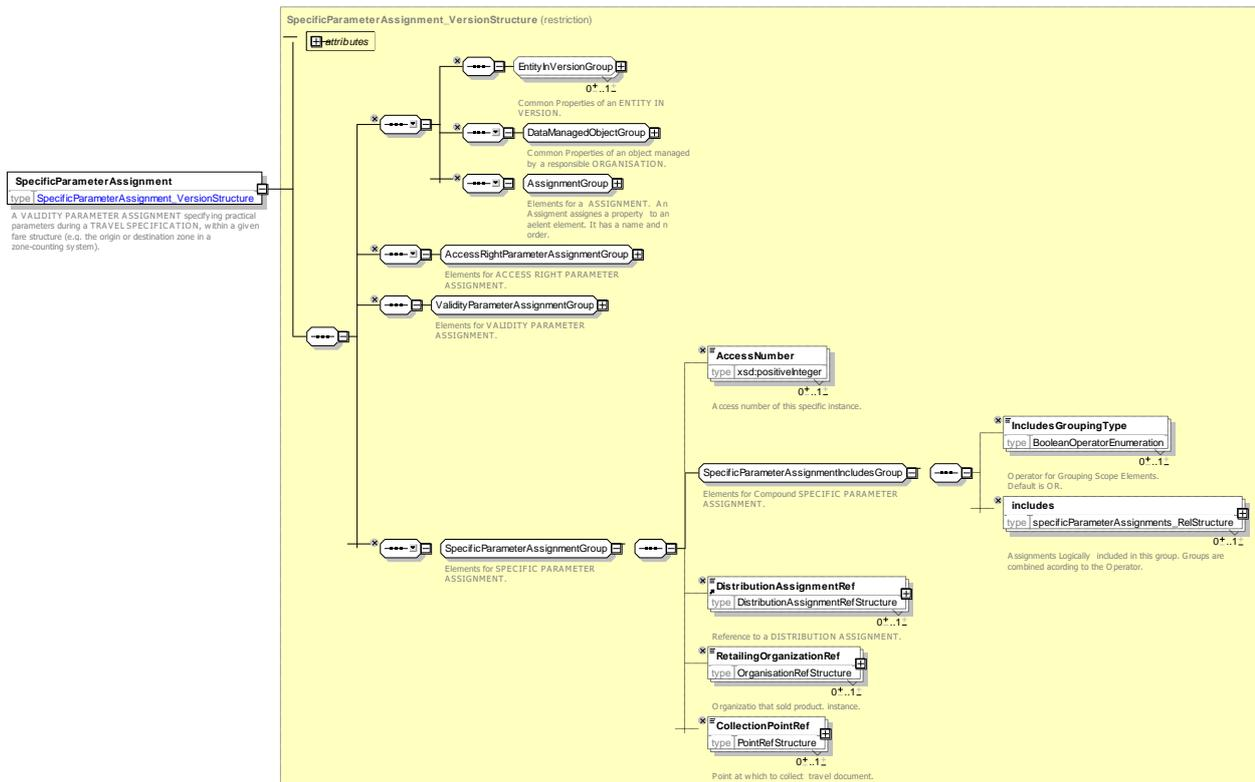 SpecificParameterAssignment_VersionStructure (restriction)
attributes
EntityInVersionGroup
0..1
Common Properties of an ENTITY IN
VERSION.
DataManagedObjectGroup
Common Properties of an object managed
by a responsible ORGANISATION.
AssignmentGroup
Elements for a ASSIGNMENT. An
Assigment assignes a property to an
aelent element. It has a name and n
order.
SpecificParameterAssignment
type SpecificParameterAssignment_VersionStructure
A VALIDITY PARAMETER ASSIGNMENT specifying practical
parameters during a TRAVEL SPECIFICATION, within a given
fare structure (e.g. the origin or destination zone in a
zone-counting system).
AccessRightParameterAssignmentGroup
Elements for ACCESS RIGHT PARAMETER
ASSIGNMENT.
ValidityParameterAssignmentGroup
Elements for VALIDITY PARAMETER
ASSIGNMENT.
AccessNumber
type xsd:positiveInteger
0..1
Access number of this specific instance.
SpecificParameterAssignmentIncludesGroup
Elements for Compound SPECIFIC PARAMETER
ASSIGNMENT.
IncludesGroupingType
type BooleanOperatorEnumeration
0..1
Operator for Grouping Scope Elements.
Default is OR.
includes
type specificParameterAssignments_RelStructure
0..1
Assignments Logically included in this group. Groups are
combined acording to the Operator.
SpecificParameterAssignmentGroup
Elements for SPECIFIC PARAMETER
ASSIGNMENT.
DistributionAssignmentRef
type DistributionAssignmentRefStructure
0..1
Reference to a DISTRIBUTION ASSIGNMENT.
RetailingOrganizationRef
type OrganisationRefStructure
0..1
Organizatio that sold product. instance.
CollectionPointRef
type PointRefStructure
0..1
Point at which to collect travel document.